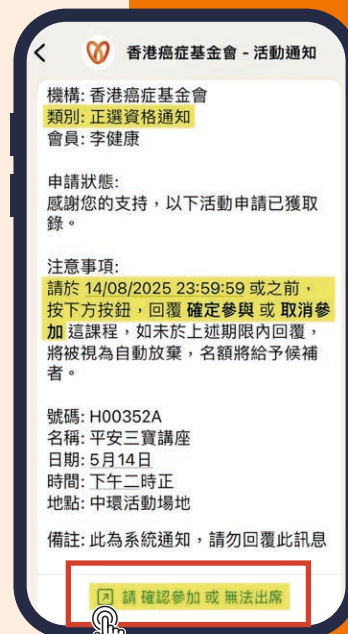 香港癌症基金會 - 活動通知
機構: 香港癌症基金會
類別: 正選資格通知
會員: 李健康
申請狀態:
感謝您的支持，以下活動申請已獲取
錄。
注意事項:
請於 14/08/2025 23:59:59 或之前，
按下方按鈕，回覆 確定參與 或 取消參
加 這課程，如未於上述期限內回覆，
將被視為自動放棄，名額將給予候補
者。
號碼: H00352A
名稱: 平安三寶講座
日期: 5月14日
時間: 下午二時正
地點: 中環活動場地
備註: 此為系統通知，請勿回覆此訊息
請 確認參加 或 無法出席